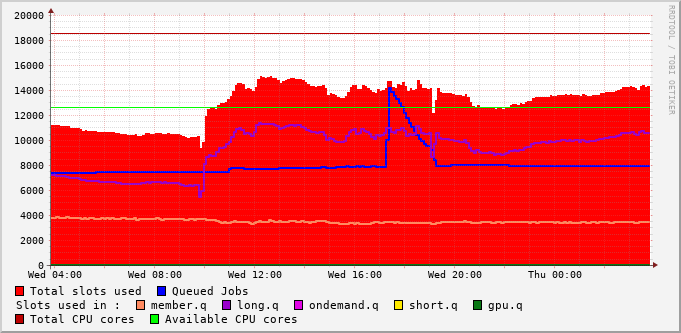 20000
18000
16000
14000
12000
10000
8000
6000
4000
2000
0
Wed 04:00 Wed 08:00 Wed 12:00 Wed 16:00 Wed 20:00 Thu 00:00
RRDTOOL / TOBI OETIKER
Total slots used Queued Jobs
Slots used in : member.q long.q ondemand.q short.q gpu.q
Total CPU cores Available CPU cores